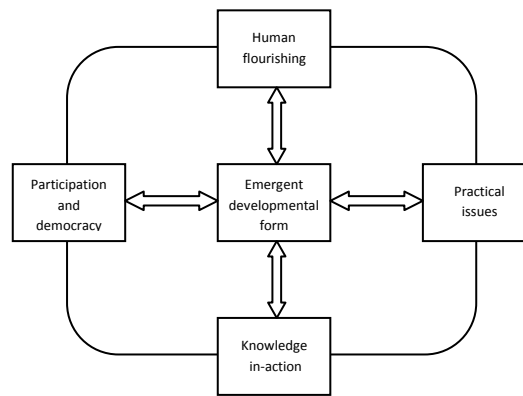 Human
flourishing
Participation
and
democracy
Emergent
developmental
form
Practical
issues
Knowledge
in-action